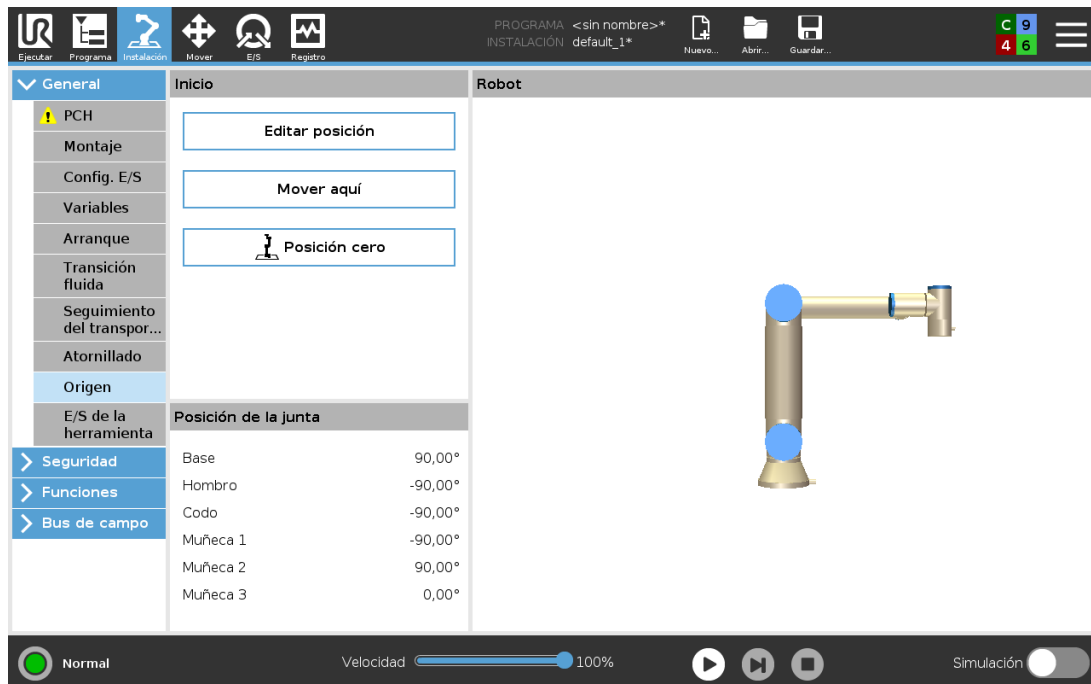 UR
PROGRAMA <sin nombre>*
INSTALACIÓN default_1*
Ejecutar Programa Instalación Mover E/S Registro
Nuevo... Abrir... Guardar...
C 9
4 6
General
PCH
Montaje
Config. E/S
Variables
Arranque
Transición
fluida
Seguimiento
del transpor...
Atornillado
Origen
E/S de la
herramienta
Seguridad
Funciones
Bus de campo
Inicio
Editar posición
Mover aquí
Posición cero
Posición de la junta
Base 90,00°
Hombro -90,00°
Codo -90,00°
Muñeca 1 -90,00°
Muñeca 2 90,00°
Muñeca 3 0,00°
Robot
Normal
Velocidad 100%
Simulación